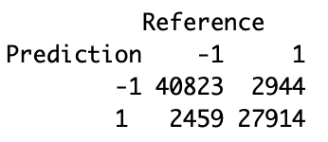 Reference
Prediction -1 1
-1 40823 2944
1 2459 27914